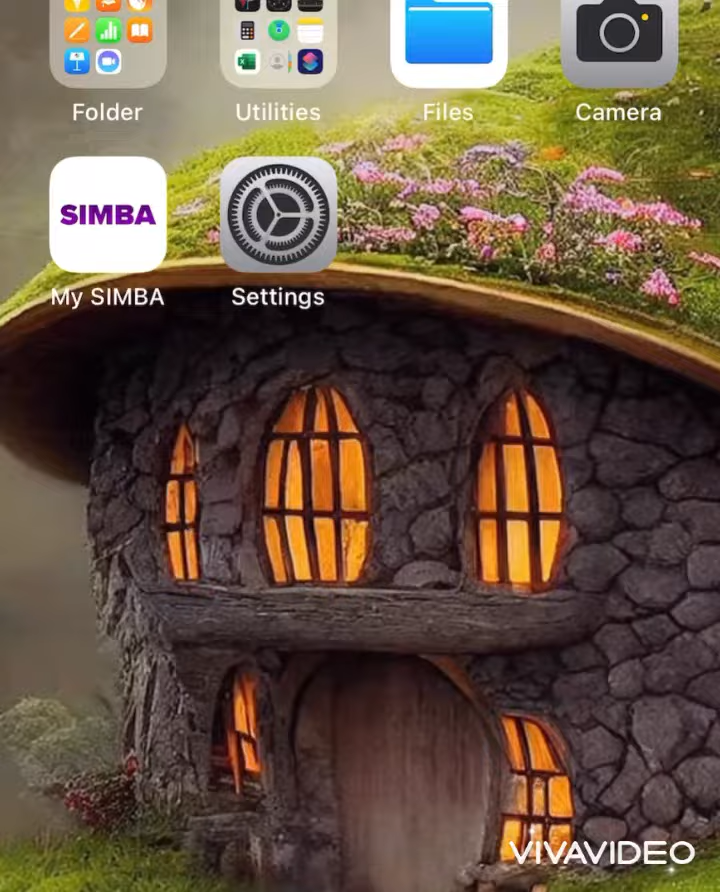 Folder
Utilities
Files
Camera
SIMBA
My SIMBA
Settings
VIVAVIDEO